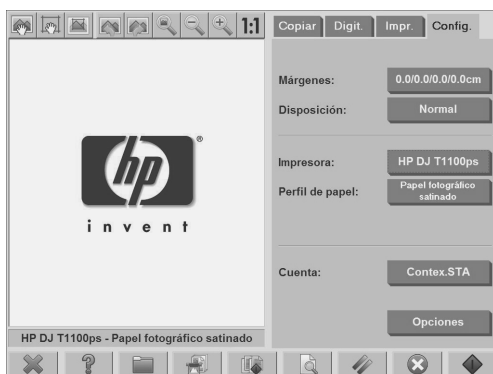 1:1
Copiar
Digit.
Impr.
Config.
Márgenes:
0.0/0.0/0.0/0.0cm
Disposición:
Normal
hp
®
invent
Impresora:
HP DJ T1100ps
Perfil de papel:
Papel fotográfico
satinado
Cuenta:
Contex.STA
Opciones
HP DJ T1100ps - Papel fotográfico satinado
?